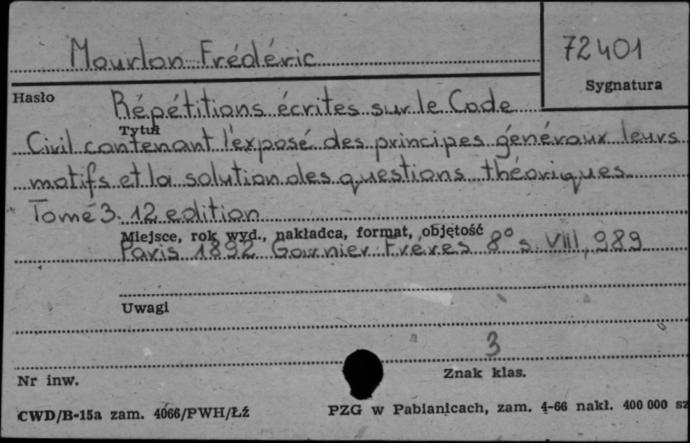 Mourlon Frédéric
72401
Sygnatura
Hasło
Répétitions écrites sur le Code
Tytuł
Civil contenant l'exposé des principes généraux leurs
motifs et la solution des questions théoriques
Tome 3. 12 edition
Miejsce, rok wyd., nakładca, format, objętość
Paris 1892 Garnier Frères 8° s. VIII, 989
Uwagi
3
Nr inw.
Znak klas.
CWD/B-15a zam. 4066/PWH/Łź
PZG w Pabianicach, zam. 4-66 nakł. 400 000 sz